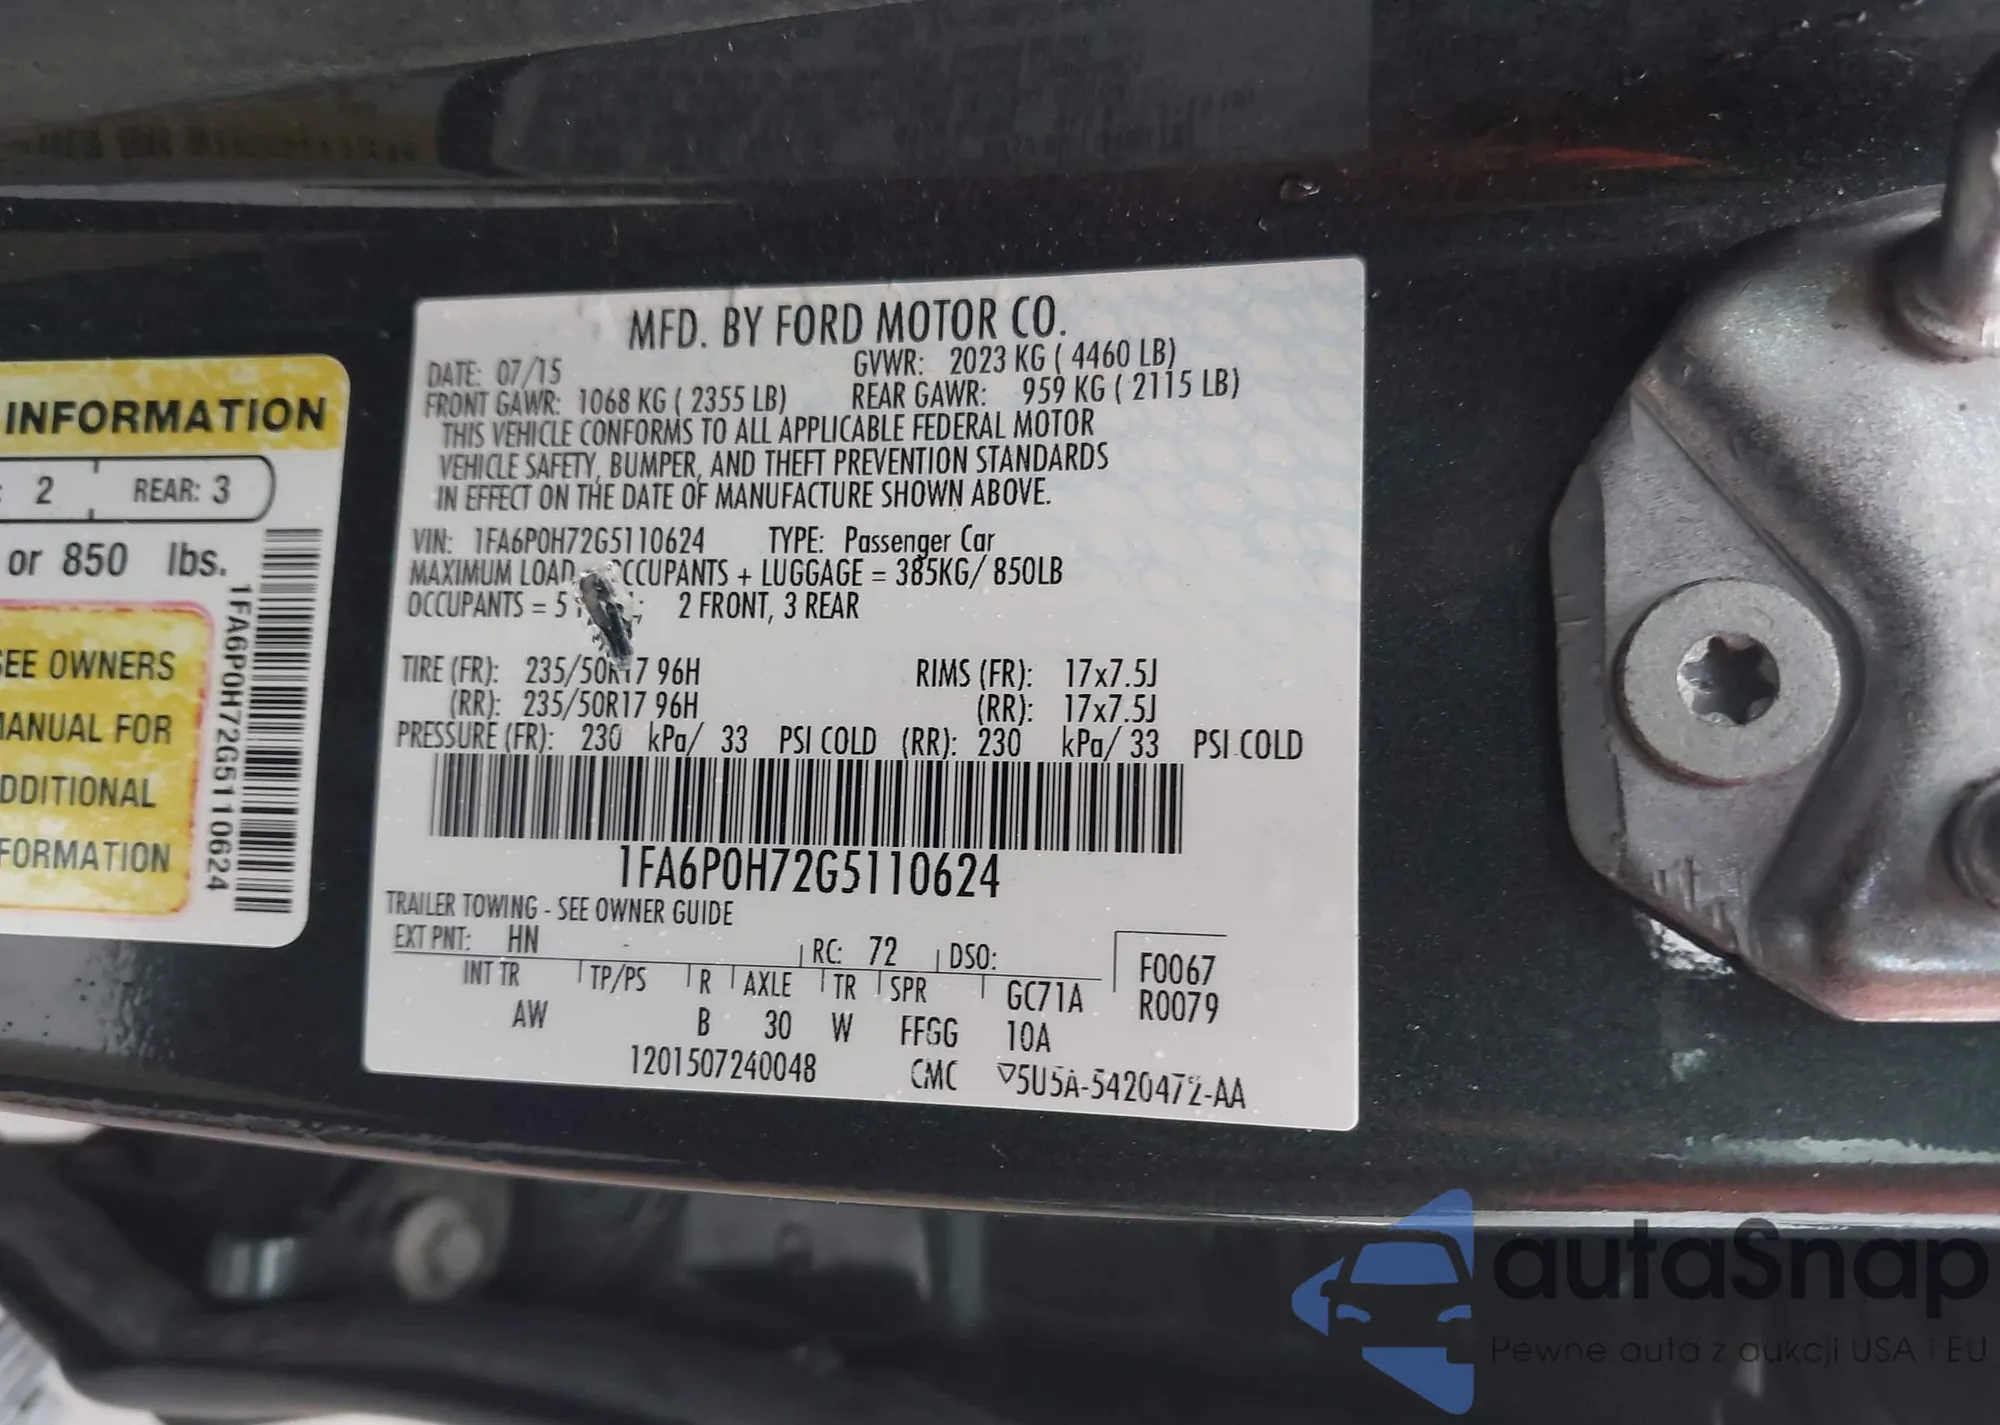 INFORMATION
2 REAR: 3
or 850 lbs.
SEE OWNERS
MANUAL FOR
ADDITIONAL
INFORMATION
1FA6P0H72G5110624
MFD. BY FORD MOTOR CO.
DATE: 07/15 GVWR: 2023 KG ( 4460 LB)
FRONT GAWR: 1068 KG ( 2355 LB) REAR GAWR: 959 KG ( 2115 LB)
THIS VEHICLE CONFORMS TO ALL APPLICABLE FEDERAL MOTOR
VEHICLE SAFETY, BUMPER, AND THEFT PREVENTION STANDARDS
IN EFFECT ON THE DATE OF MANUFACTURE SHOWN ABOVE.
VIN: 1FA6P0H72G5110624 TYPE: Passenger Car
MAXIMUM LOAD OCCUPANTS + LUGGAGE = 385KG/ 850LB
OCCUPANTS = 5 ; 2 FRONT, 3 REAR
TIRE (FR): 235/50R17 96H RIMS (FR): 17x7.5J
(RR): 235/50R17 96H (RR): 17x7.5J
PRESSURE (FR): 230 kPa/ 33 PSI COLD (RR): 230 kPa/ 33 PSI COLD
1FA6P0H72G5110624
TRAILER TOWING - SEE OWNER GUIDE
EXT PNT: HN RC: 72 DSO: F0067
INT TR TP/PS R AXLE TR SPR GC71A R0079
AW B 30 W FFGG 10A
1201507240048 CMC ▽5U5A-5420472-AA
autaSnap
Pewne auta z aukcji USA i EU